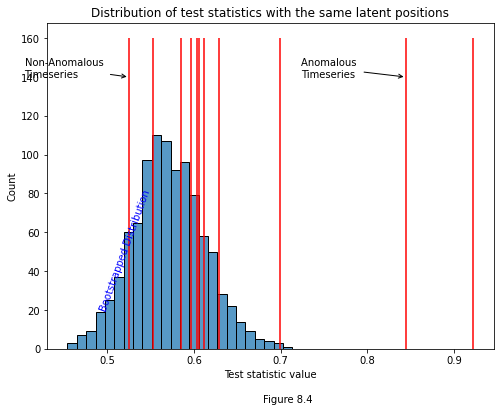 Distribution of test statistics with the same latent positions
160
140
120
100
80
60
40
20
0
Count
Non-Anomalous
Timeseries
Anomalous
Timeseries
Bootstrapped Distribution
0.5 0.6 0.7 0.8 0.9
Test statistic value
Figure 8.4